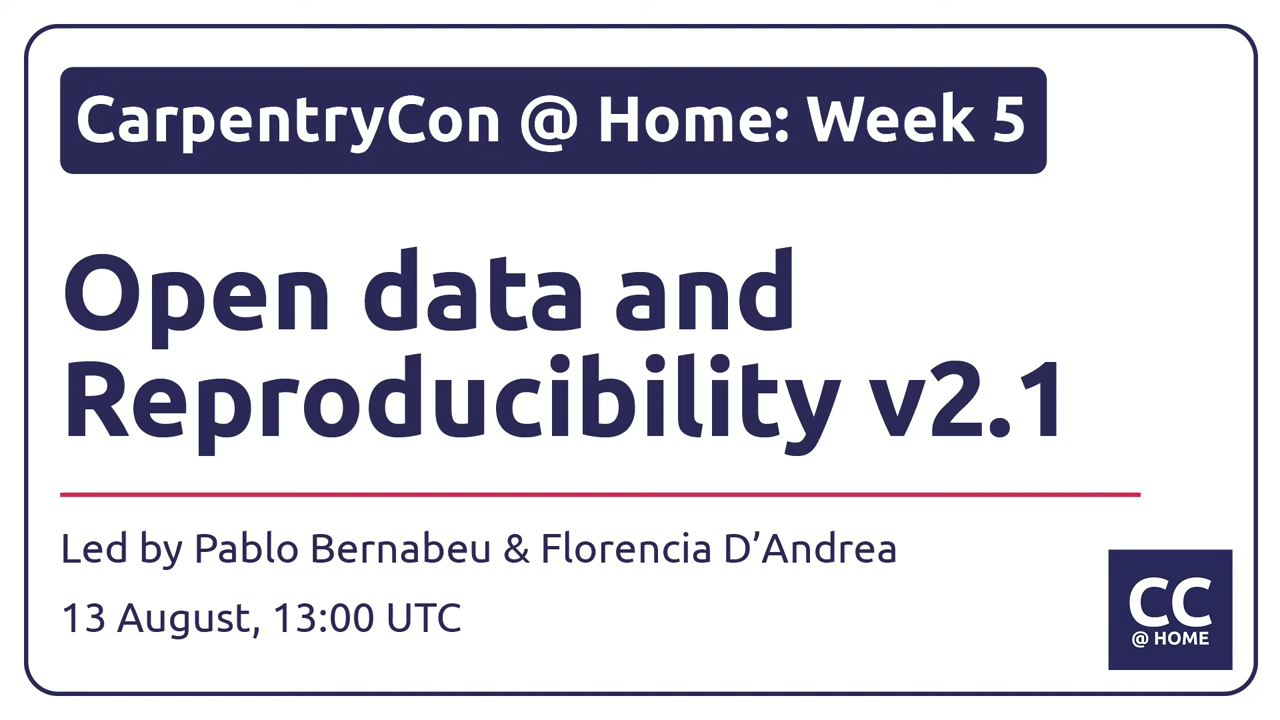 CarpentryCon @ Home: Week 5
Open data and
Reproducibility v2.1
Led by Pablo Bernabeu & Florencia D’Andrea
13 August, 13:00 UTC
CC
@ HOME